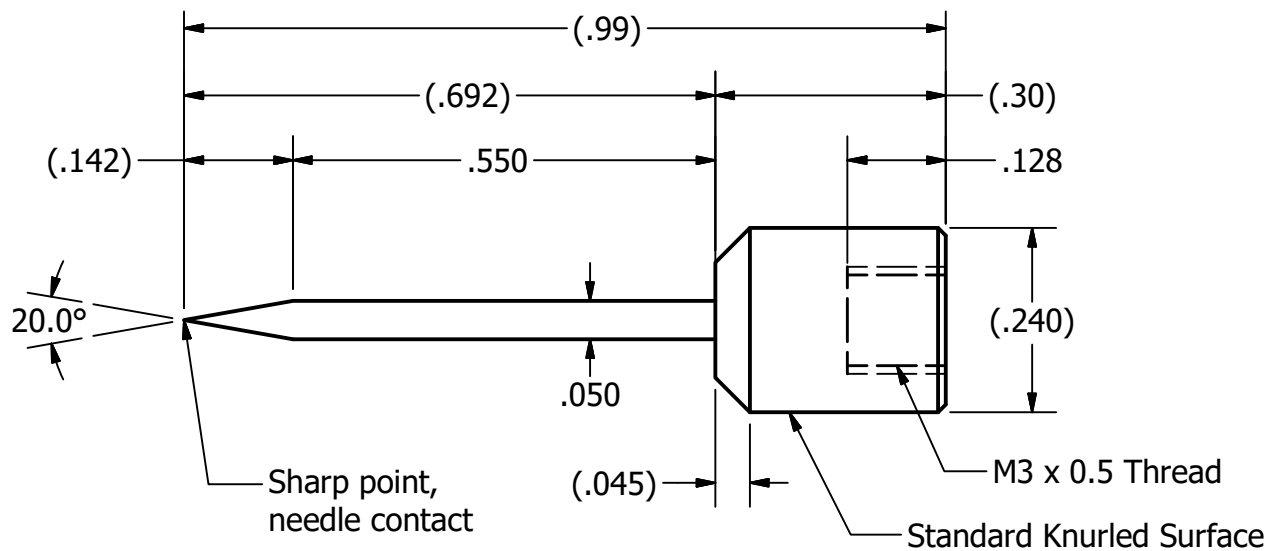 (.99)
(.692)
(.30)
(.142)
.550
.128
20.0°
(.240)
.050
Sharp point,
needle contact
(.045)
M3 x 0.5 Thread
Standard Knurled Surface